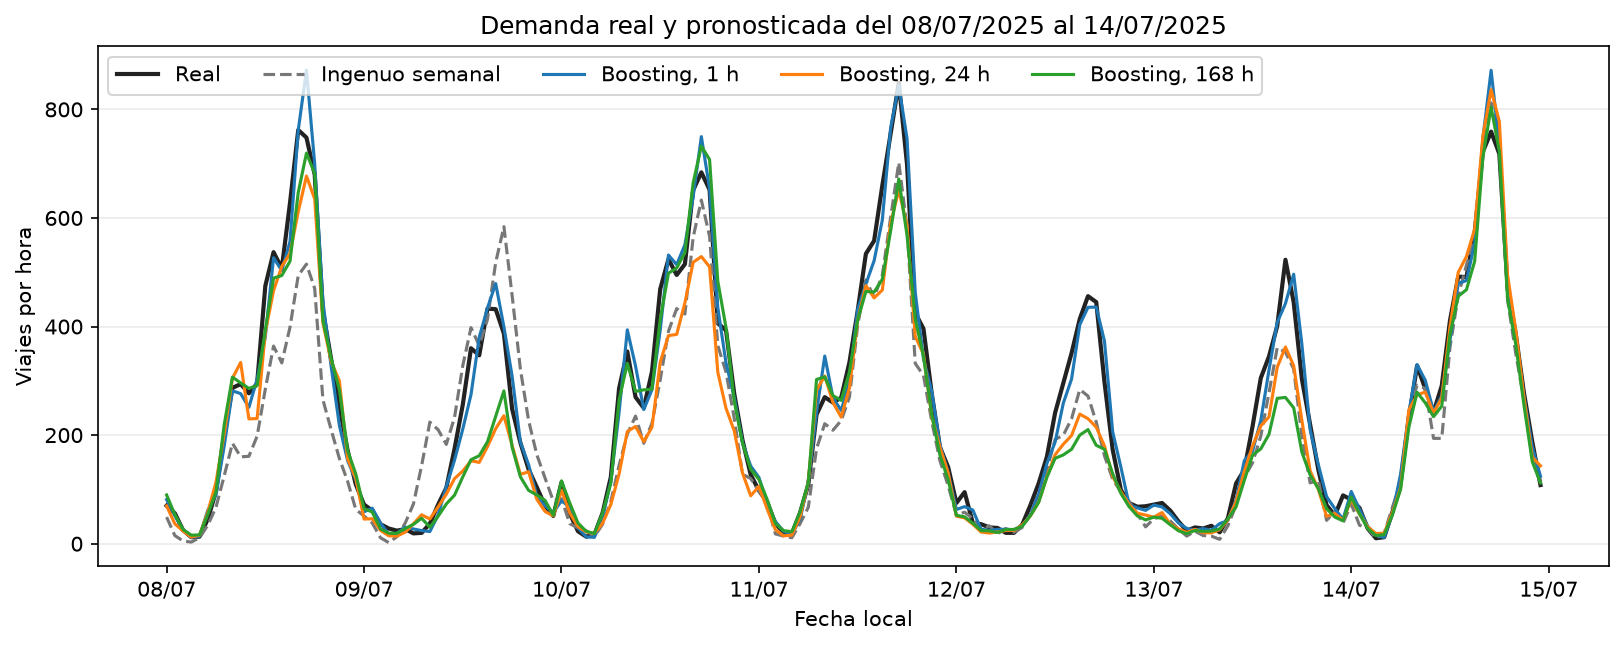 Demanda real y pronosticada del 08/07/2025 al 14/07/2025
Real Ingenuo semanal Boosting, 1 h Boosting, 24 h Boosting, 168 h
Viajes por hora
800
600
400
200
0
08/07 09/07 10/07 11/07 12/07 13/07 14/07 15/07
Fecha local